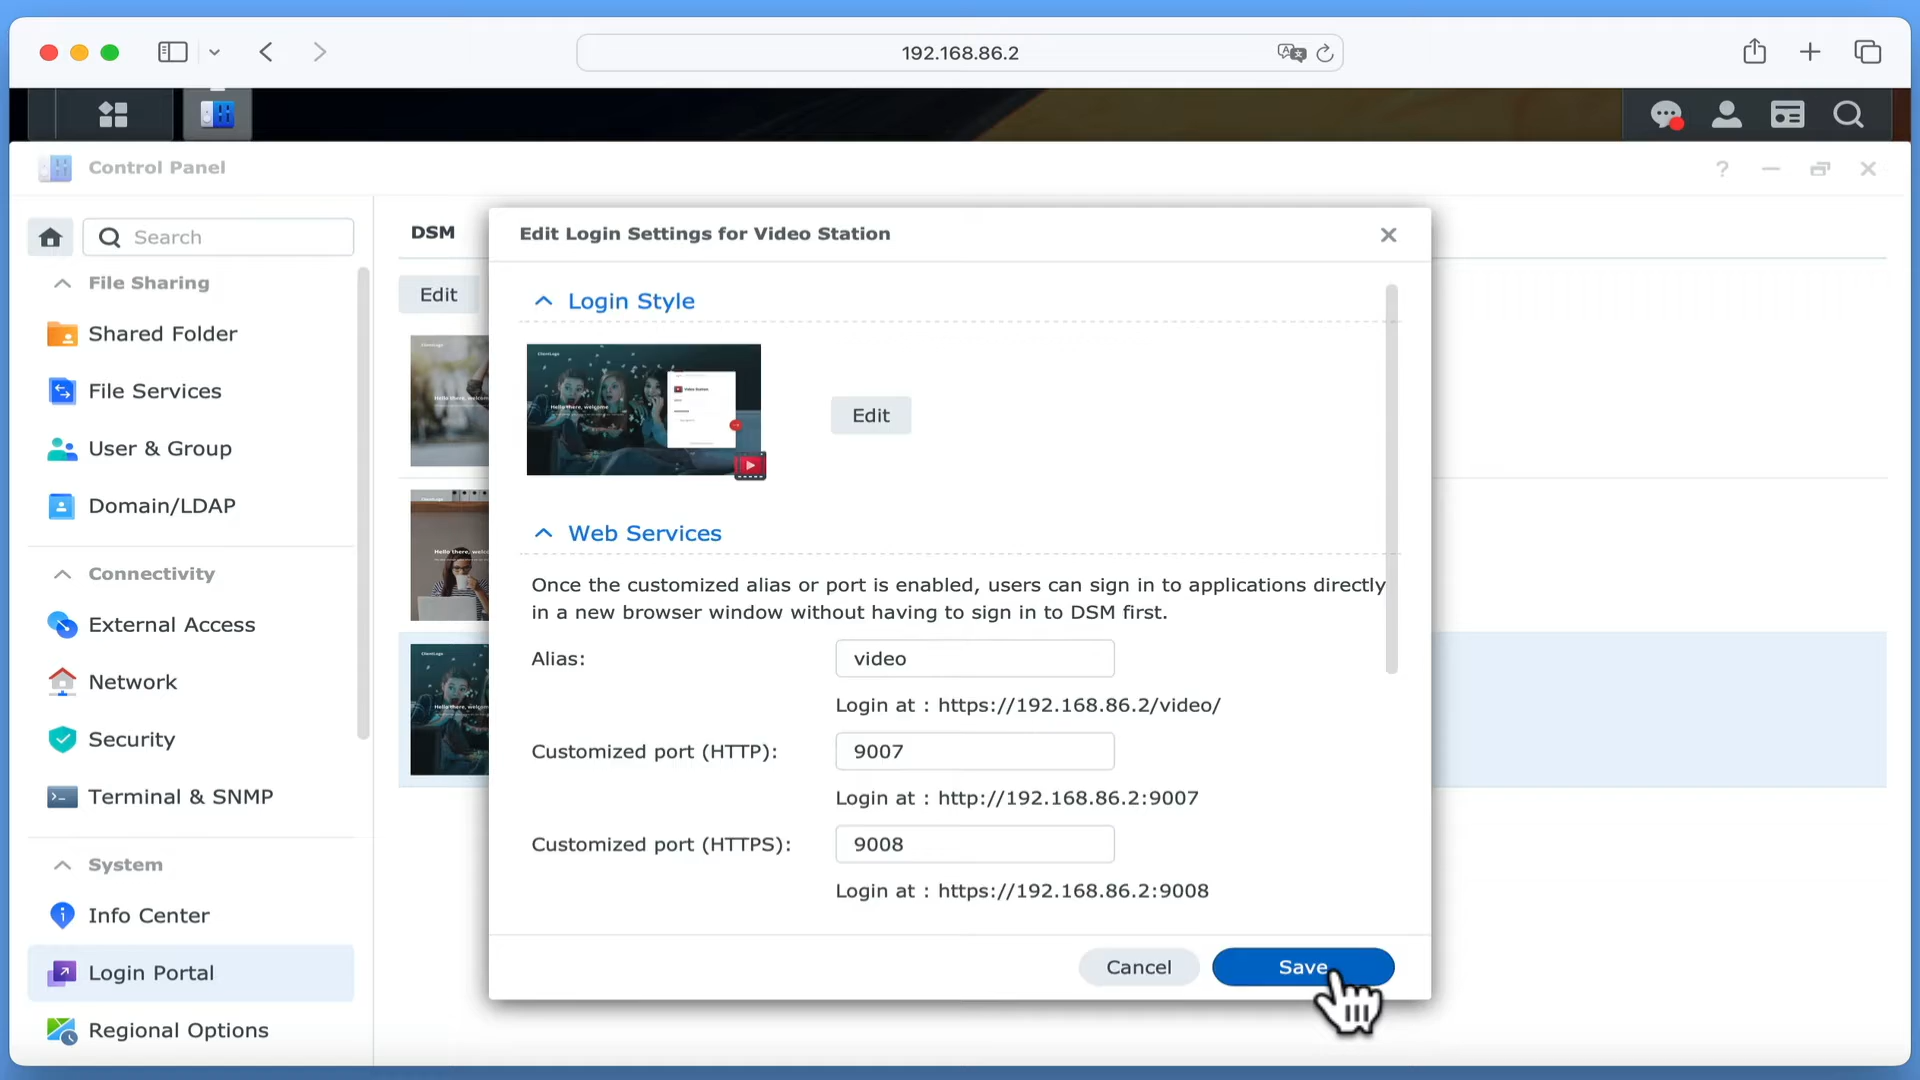 192.168.86.2
Control Panel
Search
File Sharing
Shared Folder
File Services
User & Group
Domain/LDAP
Connectivity
External Access
Network
Security
Terminal & SNMP
System
Info Center
Login Portal
Regional Options
DSM
Edit
Edit Login Settings for Video Station
Login Style
Hello there, welcome
Video Station
Edit
Web Services
Once the customized alias or port is enabled, users can sign in to applications directly
in a new browser window without having to sign in to DSM first.
Alias:
video
Login at : https://192.168.86.2/video/
Customized port (HTTP):
9007
Login at : http://192.168.86.2:9007
Customized port (HTTPS):
9008
Login at : https://192.168.86.2:9008
Cancel
Save